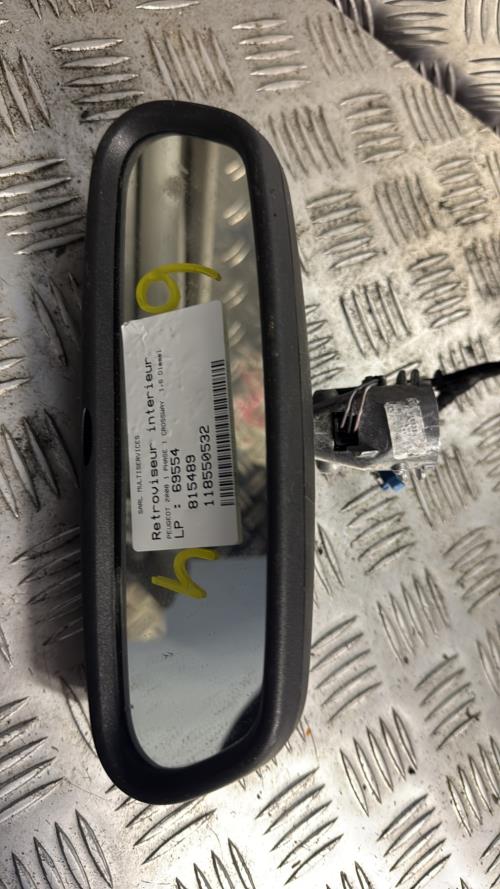 SARL MULTISERVICES
Retroviseur interieur
PEUGEOT 2008 1 PHASE 1 CROSSWAY 1.6 Diesel
LP : 69554
815489
118550532